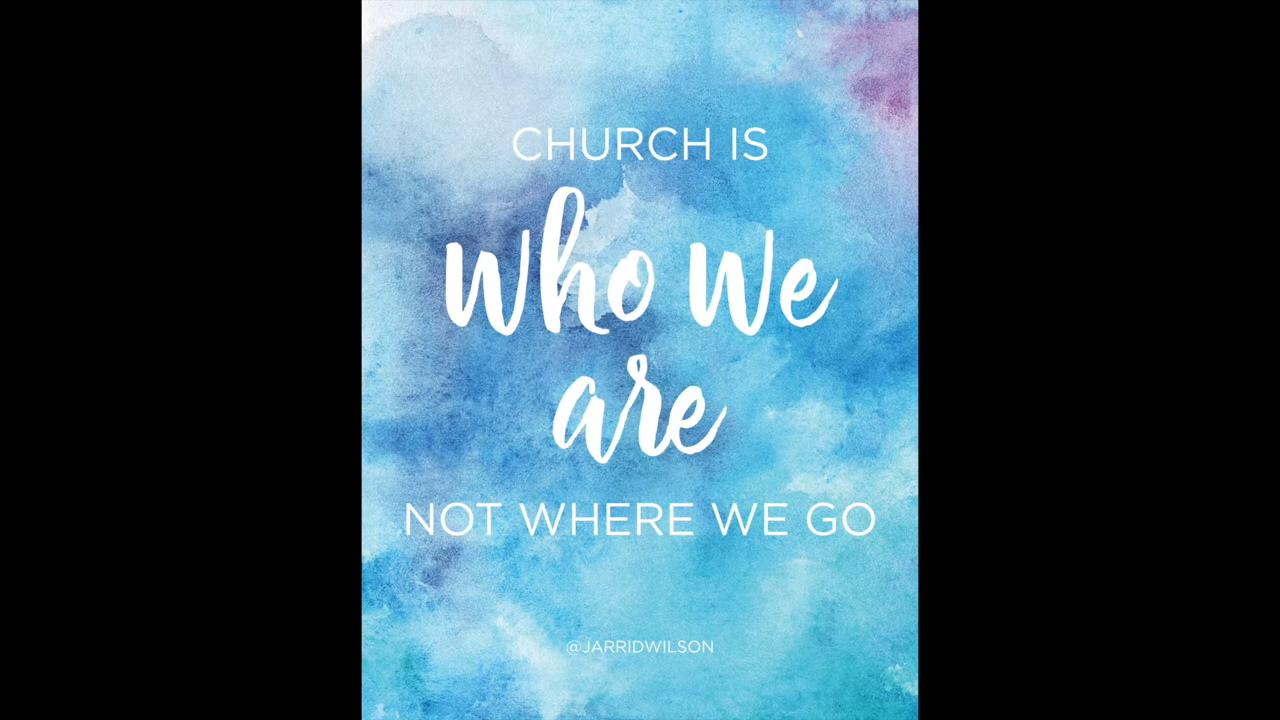 CHURCH IS
Who We
are
NOT WHERE WE GO
@JARRIDWILSON